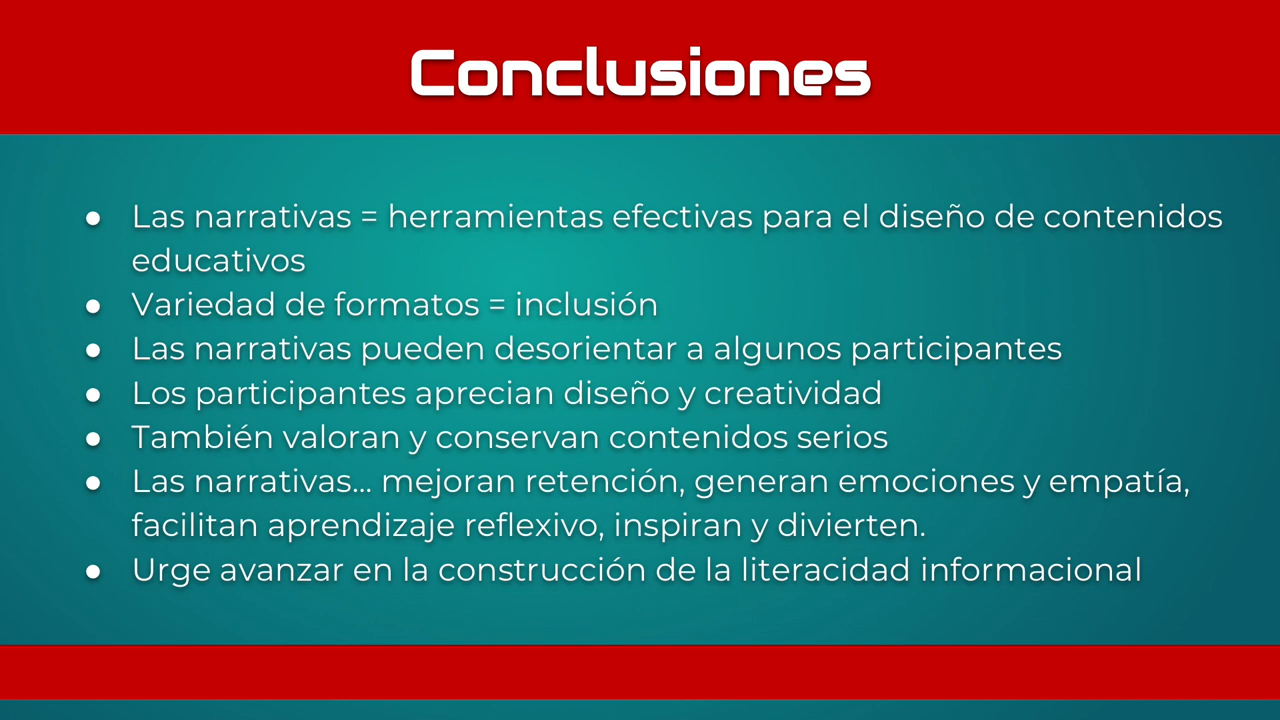 Conclusiones
● Las narrativas = herramientas efectivas para el diseño de contenidos
educativos
● Variedad de formatos = inclusión
● Las narrativas pueden desorientar a algunos participantes
● Los participantes aprecian diseño y creatividad
● También valoran y conservan contenidos serios
● Las narrativas... mejoran retención, generan emociones y empatía,
facilitan aprendizaje reflexivo, inspiran y divierten.
● Urge avanzar en la construcción de la literacidad informacional